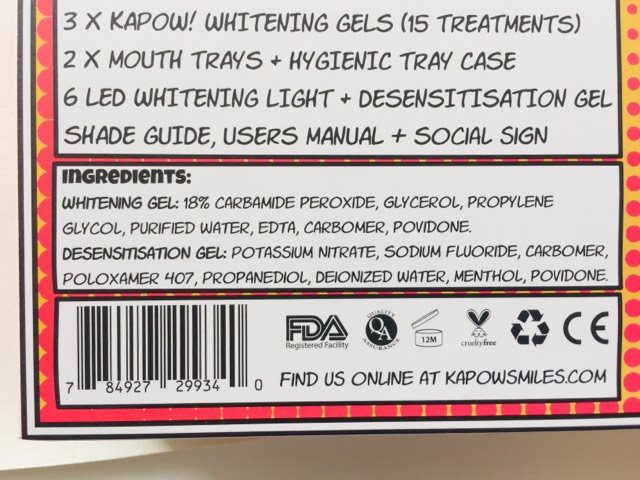 3 X KAPOW! WHITENING GELS (15 TREATMENTS)
2 X MOUTH TRAYS + HYGIENIC TRAY CASE
6 LED WHITENING LIGHT + DESENSITISATION GEL
SHADE GUIDE, USERS MANUAL + SOCIAL SIGN
INGREDIENTS:
WHITENING GEL: 18% CARBAMIDE PEROXIDE, GLYCEROL, PROPYLENE
GLYCOL, PURIFIED WATER, EDTA, CARBOMER, POVIDONE.
DESENSITISATION GEL: POTASSIUM NITRATE, SODIUM FLUORIDE, CARBOMER,
POLOXAMER 407, PROPANEDIOL, DEIONIZED WATER, MENTHOL, POVIDONE.
FDA
Registered Facility
QUALITY
QA
ASSURANCE
12M
crueltyfree
CE
7 84927 29934 0
FIND US ONLINE AT KAPOWSMILES.COM